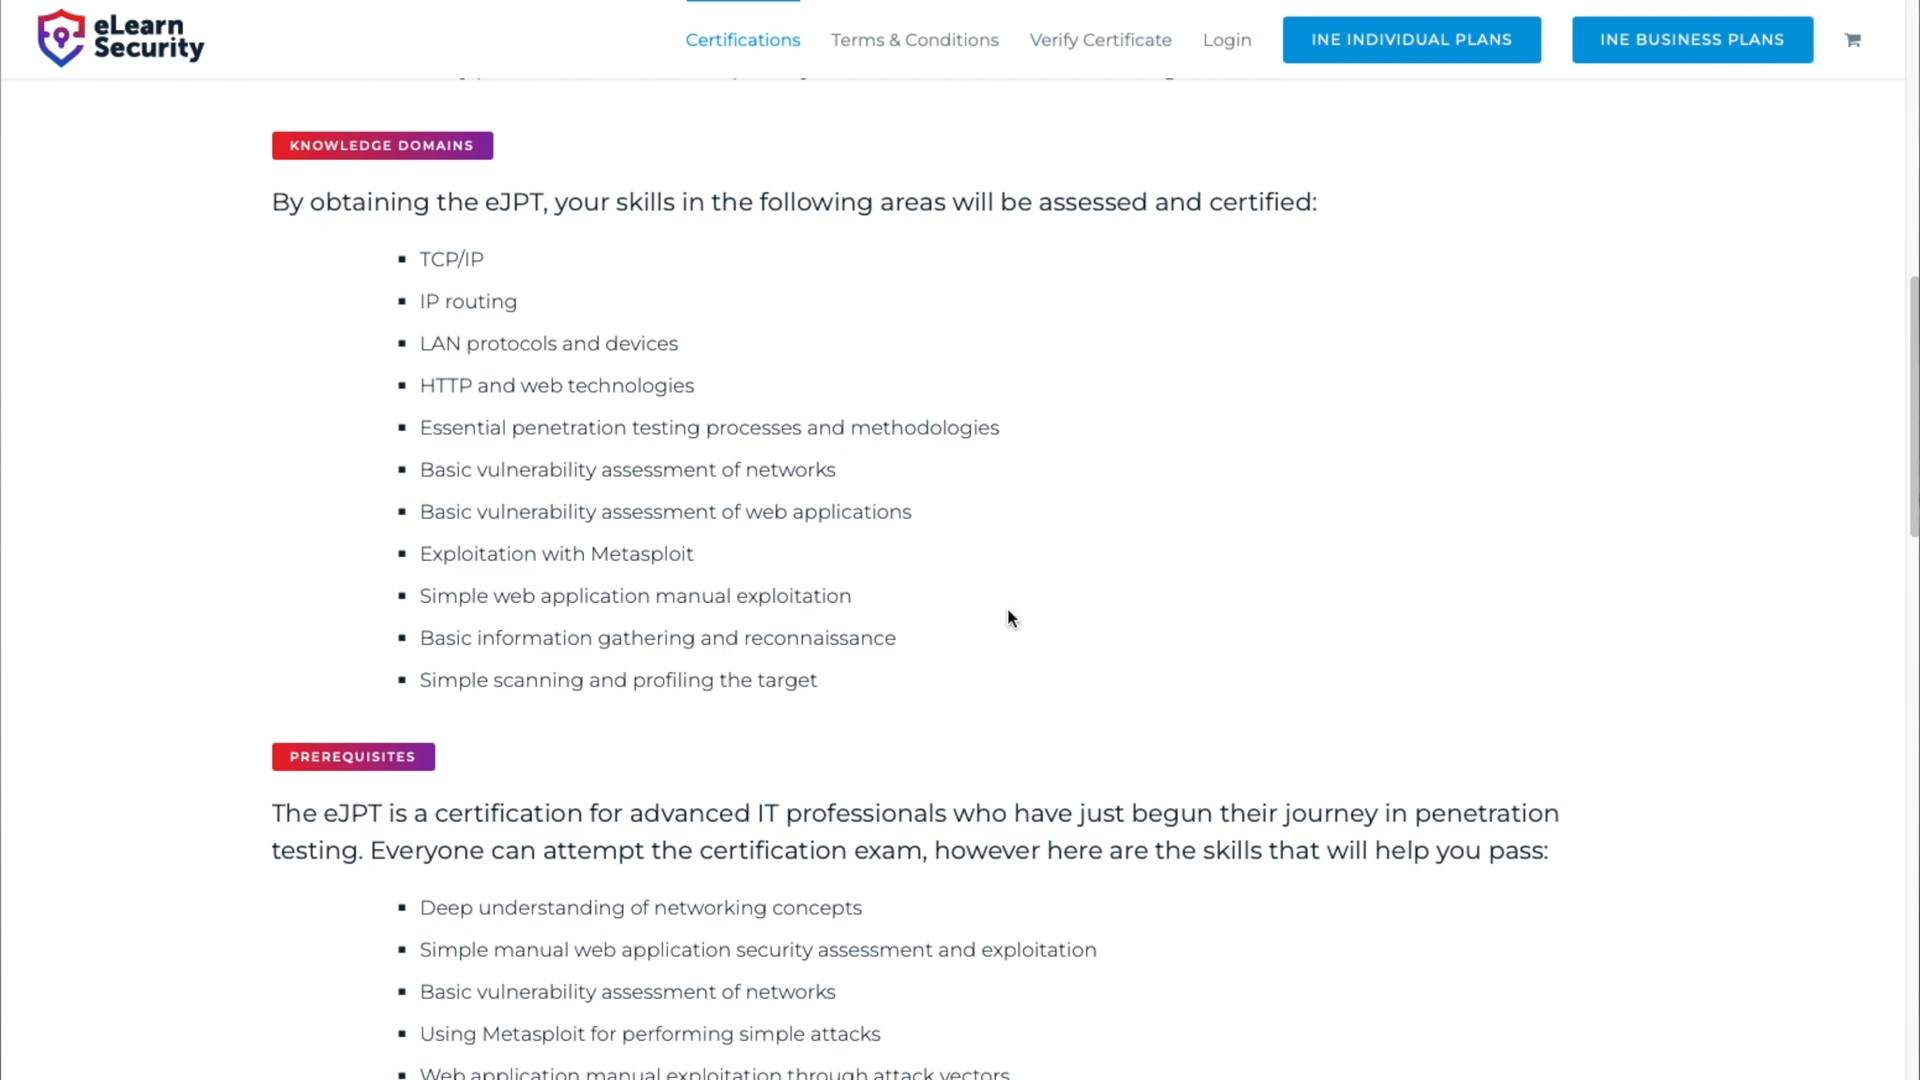 eLearn
Security
Certifications
Terms & Conditions
Verify Certificate
Login
INE INDIVIDUAL PLANS
INE BUSINESS PLANS
KNOWLEDGE DOMAINS
By obtaining the eJPT, your skills in the following areas will be assessed and certified:
TCP/IP
IP routing
LAN protocols and devices
HTTP and web technologies
Essential penetration testing processes and methodologies
Basic vulnerability assessment of networks
Basic vulnerability assessment of web applications
Exploitation with Metasploit
Simple web application manual exploitation
Basic information gathering and reconnaissance
Simple scanning and profiling the target
PREREQUISITES
The eJPT is a certification for advanced IT professionals who have just begun their journey in penetration
testing. Everyone can attempt the certification exam, however here are the skills that will help you pass:
Deep understanding of networking concepts
Simple manual web application security assessment and exploitation
Basic vulnerability assessment of networks
Using Metasploit for performing simple attacks
Web application manual exploitation through attack vectors